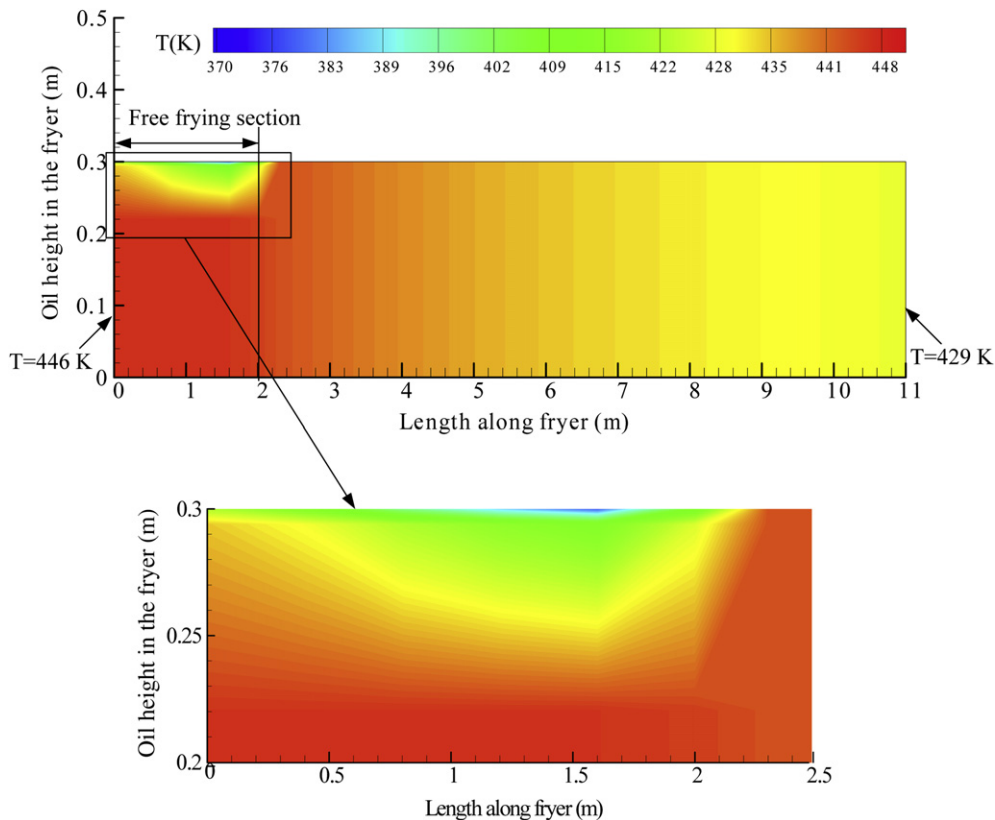 0.5
T(K)
370 376 383 389 396 402 409 415 422 428 435 441 448
0.4
Free frying section
0.3
0.2
0.1
0
Oil height in the fryer (m)
T=446 K
T=429 K
0 1 2 3 4 5 6 7 8 9 10 11
Length along fryer (m)
0.3
0.25
0.2
Oil height in the fryer (m)
0 0.5 1 1.5 2 2.5
Length along fryer (m)